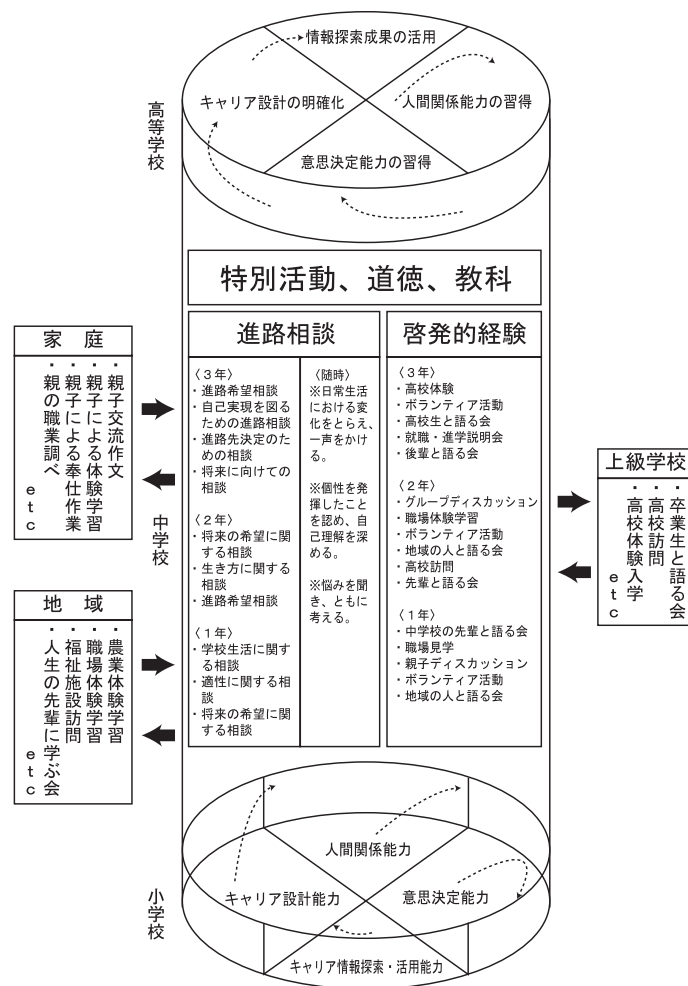 情報探索成果の活用
キャリア設計の明確化
人間関係能力の習得
意思決定能力の習得
高等学校
特別活動、道徳、教科
進路相談
〈３年〉
・進路希望相談
・自己実現を図る
ための進路相談
・進路先決定のた
めの相談
・将来に向けての
相談
〈２年〉
・将来の希望に関
する相談
・生き方に関する
相談
・進路希望相談
〈１年〉
・学校生活に関す
る相談
・適性に関する相
談
・将来の希望に関
する相談
〈随時〉
※日常生活
における変
化をとらえ、
一声をかけ
る。
※個性を発
揮したこと
を認め、自
己理解を深
める。
※悩みを聞
き、ともに
考える。
啓発的経験
〈３年〉
・高校体験
・ボランティア活動
・高校生と語る会
・就職・進学説明会
・後輩と語る会
〈２年〉
・グループディスカッション
・職場体験学習
・ボランティア活動
・地域の人と語る会
・高校訪問
・先輩と語る会
〈１年〉
・中学校の先輩と語る会
・職場見学
・親子ディスカッション
・ボランティア活動
・地域の人と語る会
家　庭
・親子交流作文
・親子による体験学習
・親子による奉仕作業
・親の職業調べ
etc
中学校
地　域
・農業体験学習
・職場体験学習
・福祉施設訪問
・人生の先輩に学ぶ会
etc
上級学校
・卒業生と語る会
・高校訪問
・高校体験入学
etc
人間関係能力
キャリア設計能力
意思決定能力
キャリア情報探索・活用能力
小学校